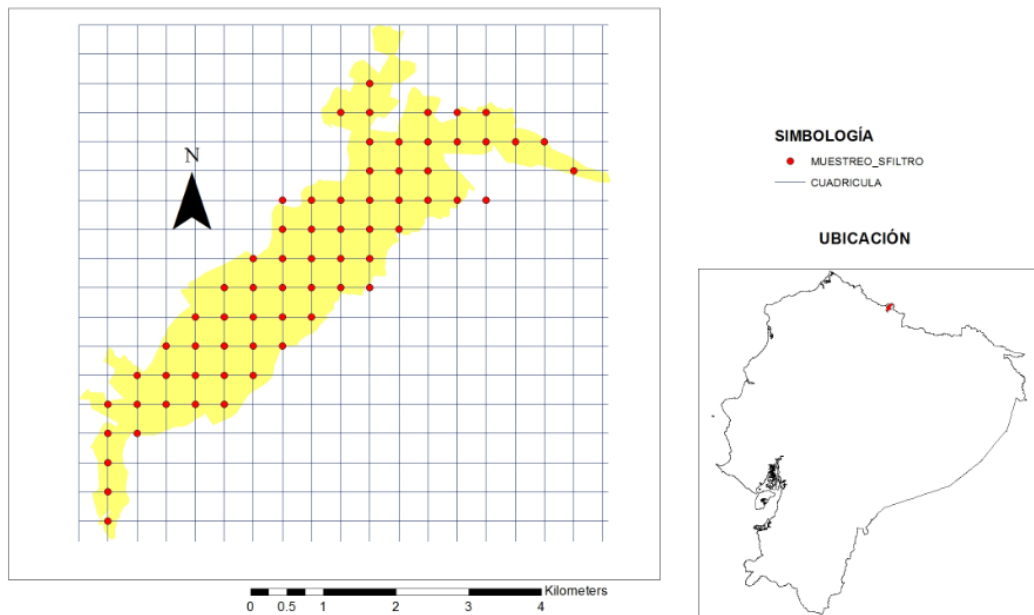 N
SIMBOLOGÍA
MUESTREO_SFILTRO
CUADRICULA
UBICACIÓN
Kilometers
0 0.5 1 2 3 4